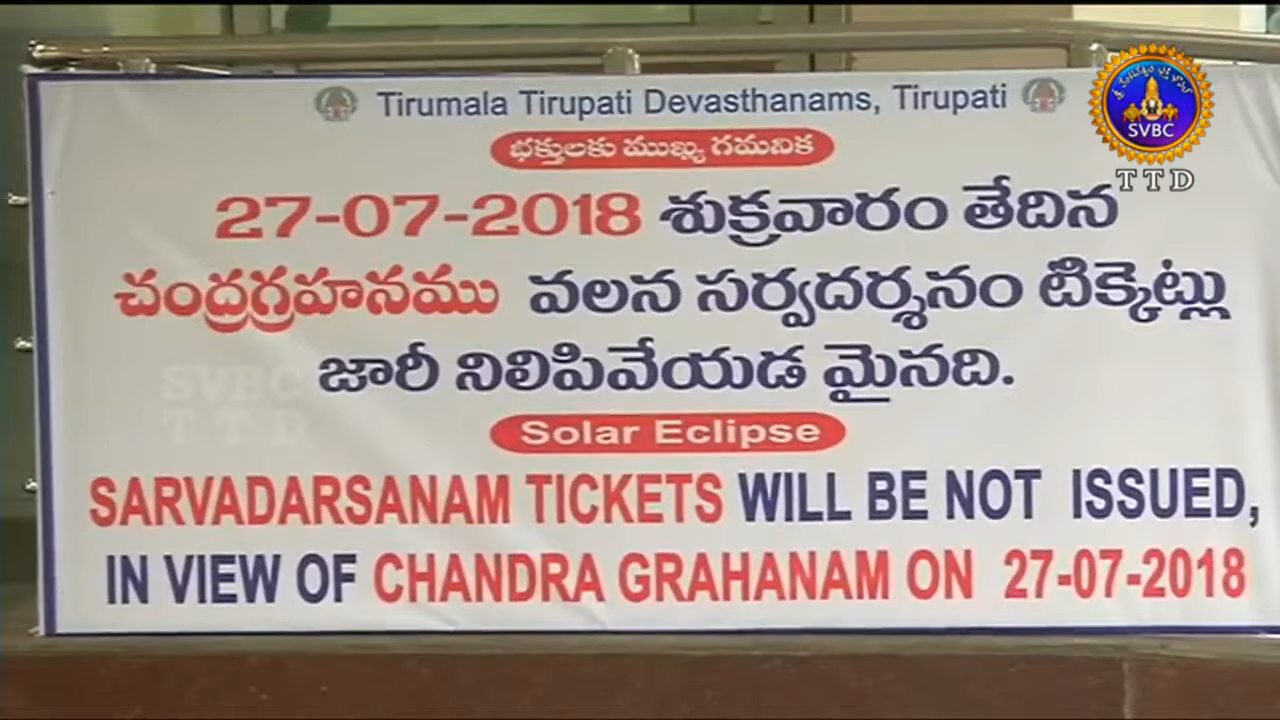 Tirumala Tirupati Devasthanams, Tirupati
భక్తులకు ముఖ్య గమనిక
27-07-2018 శుక్రవారం తేదిన
చంద్రగ్రహనము వలన సర్వదర్శనం టిక్కెట్లు
జారీ నిలిపివేయడ మైనది.
Solar Eclipse
SARVADARSANAM TICKETS WILL BE NOT ISSUED,
IN VIEW OF CHANDRA GRAHANAM ON 27-07-2018
SVBC
TTD
SVBC
TTD